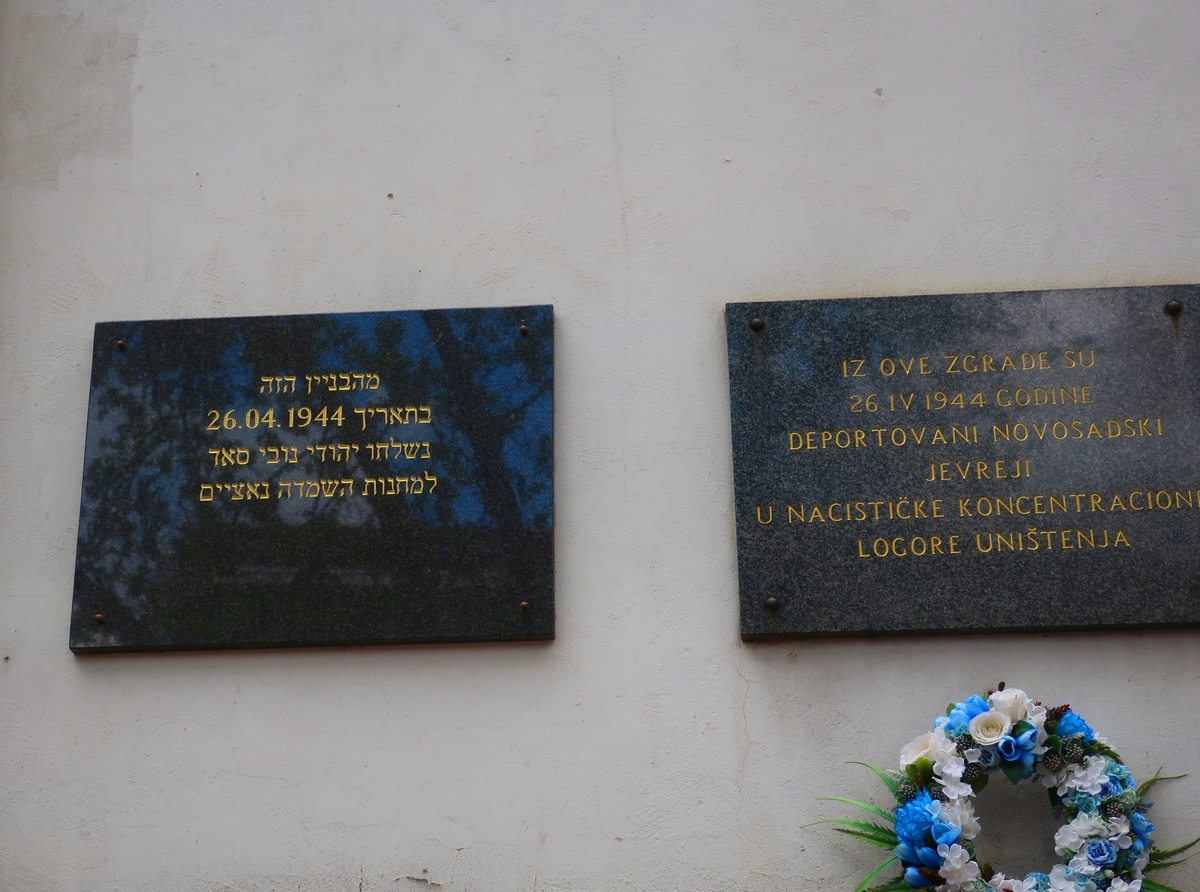 מהבניין הזה
בתאריך 26.04.1944
נשלחו יהודי נובי סאד
למחנות השמדה נאציים
IZ OVE ZGRADE SU
26 IV 1944 GODINE
DEPORTOVANI NOVOSADSKI
JEVREJI
U NACISTIČKE KONCENTRACIONE
LOGORE UNIŠTENJA